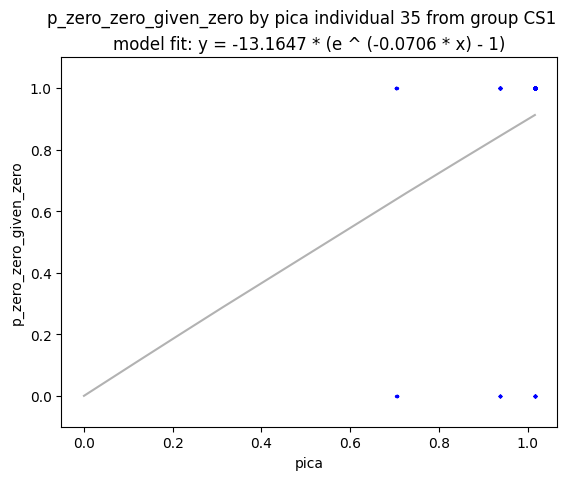 p_zero_zero_given_zero by pica individual 35 from group CS1
model fit: y = -13.1647 * (e ^ (-0.0706 * x) - 1)
1.0
0.8
0.6
0.4
0.2
0.0
p_zero_zero_given_zero
0.0 0.2 0.4 0.6 0.8 1.0
pica